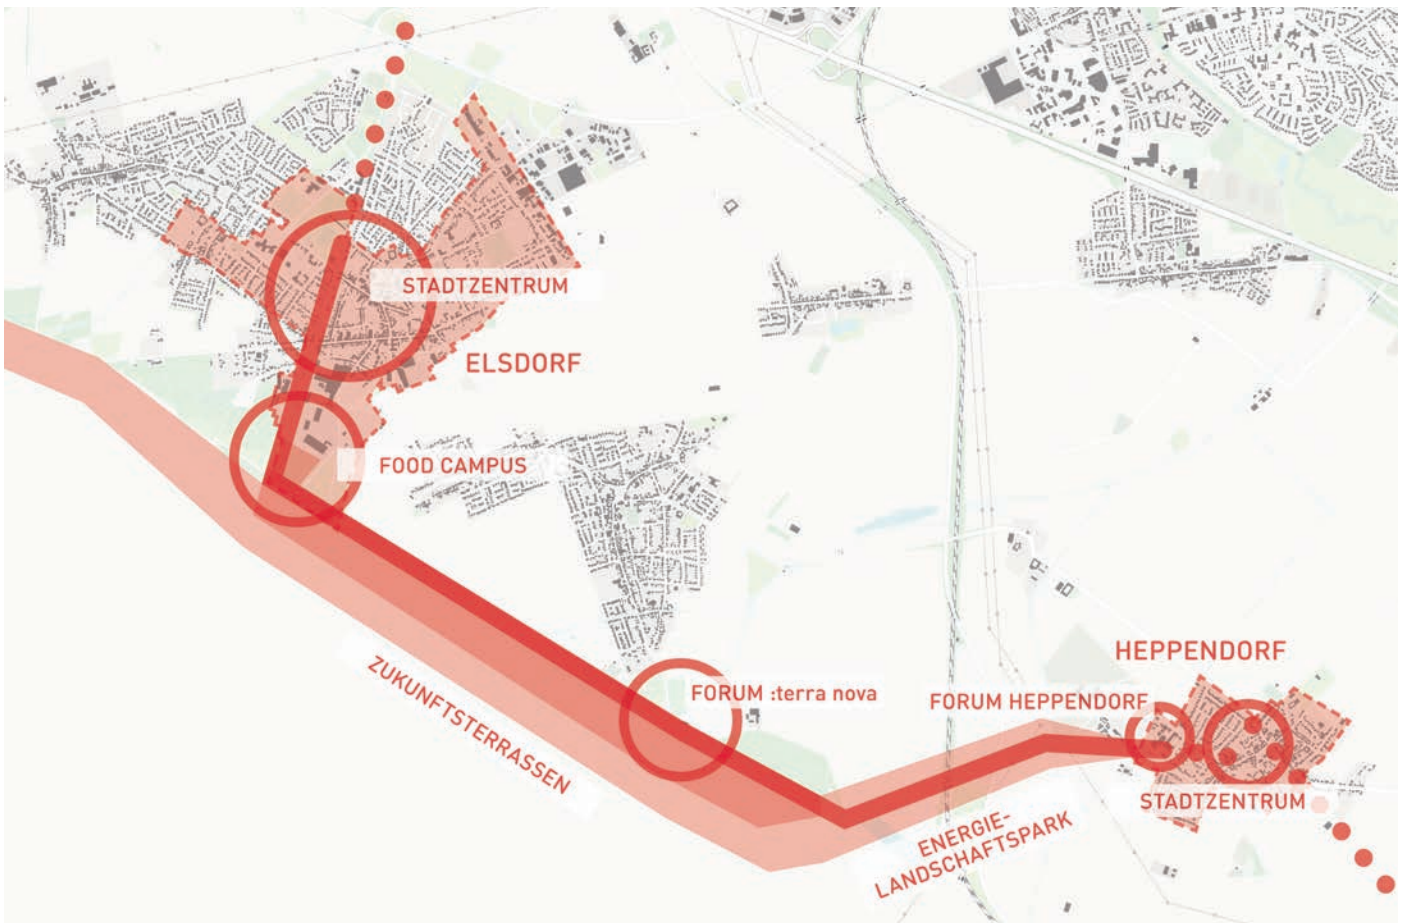 STADTZENTRUM
ELSDORF
FOOD CAMPUS
ZUKUNFTSTERRASSEN
FORUM :terra nova
HEPPENDORF
FORUM HEPPENDORF
STADTZENTRUM
ENERGIE-
LANDSCHAFTSPARK